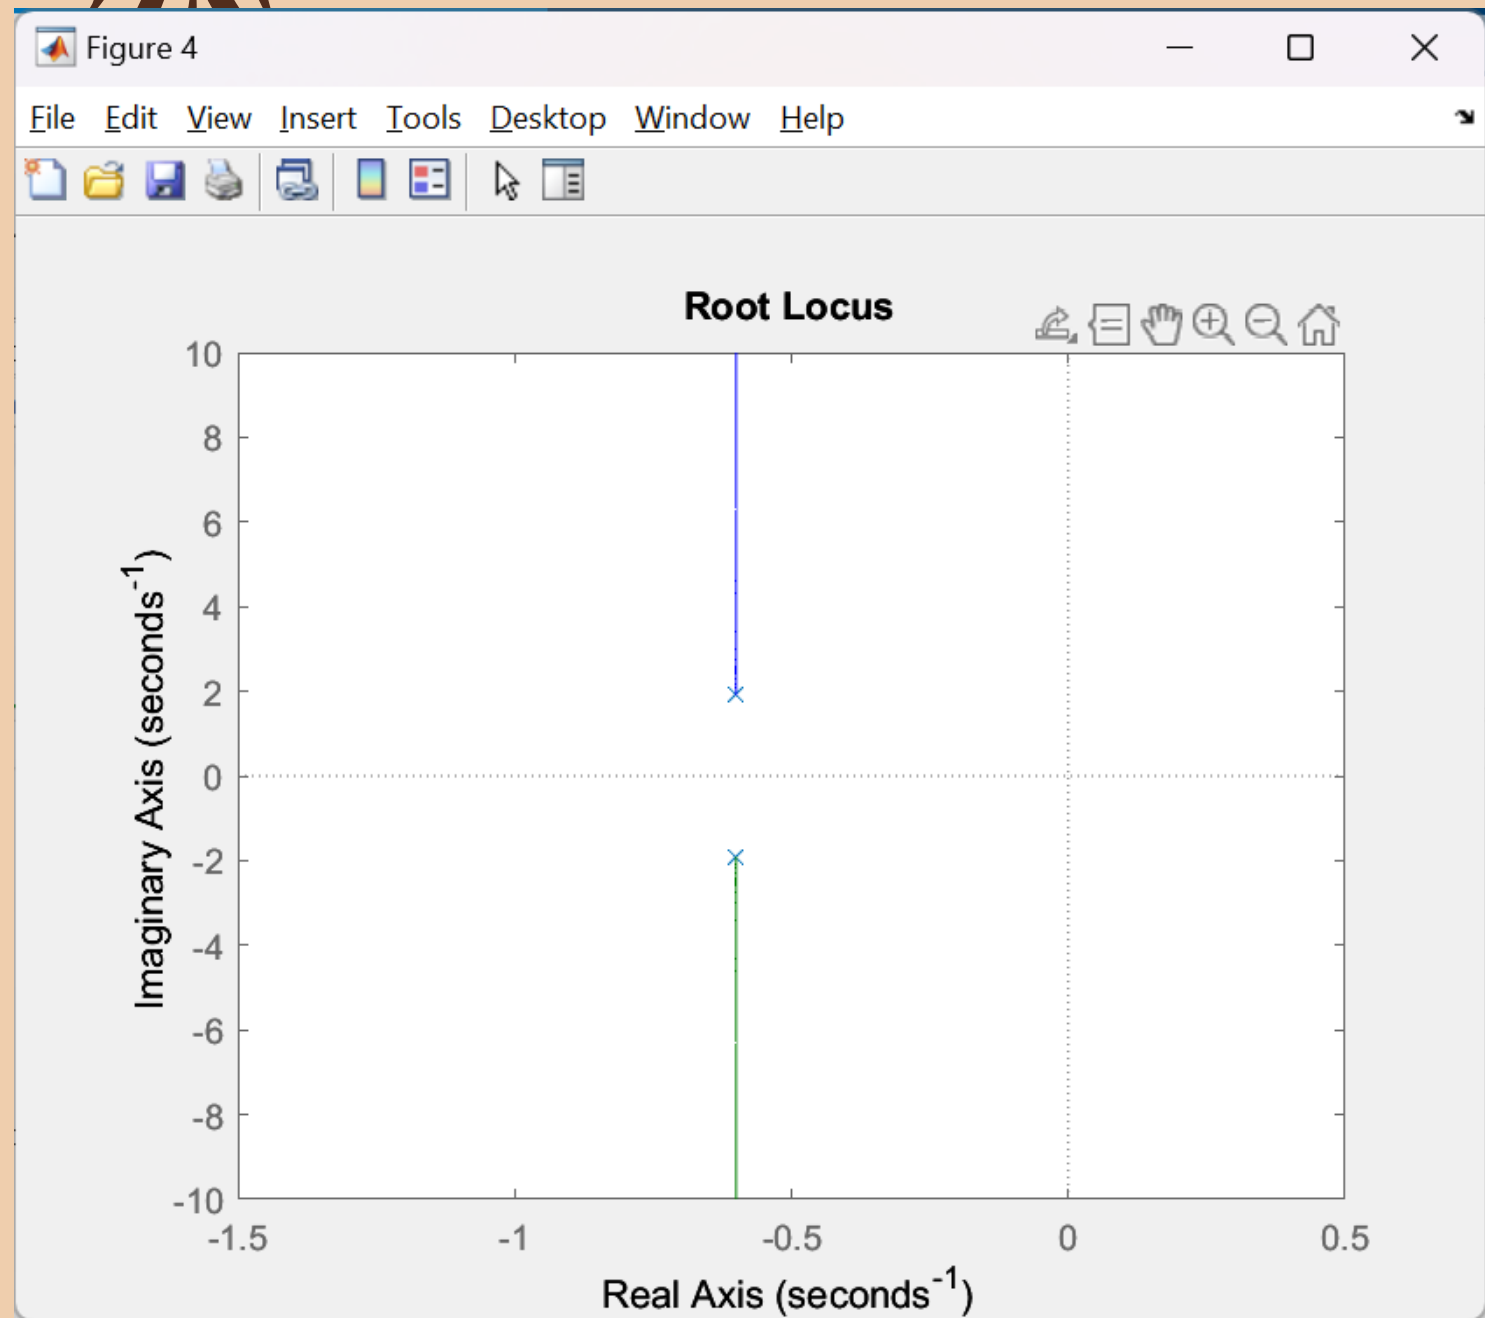 Figure 4
File Edit View Insert Tools Desktop Window Help
Root Locus
10
8
6
4
2
0
-2
-4
-6
-8
-10
Imaginary Axis (seconds⁻¹)
-1.5 -1 -0.5 0 0.5
Real Axis (seconds⁻¹)